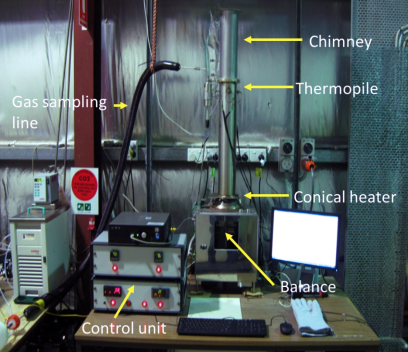 Chimney
Thermopile
Gas sampling
line
Conical heater
Balance
Control unit